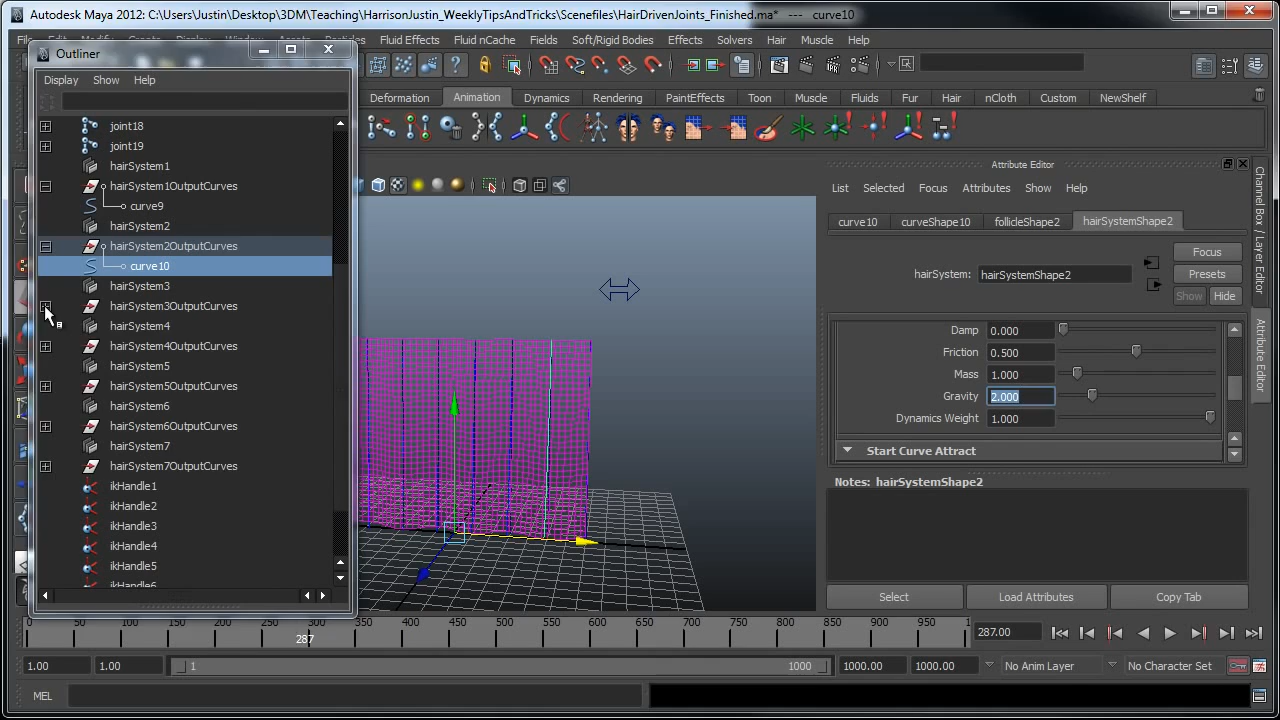 Autodesk Maya 2012: C:\Users\Justin\Desktop\3DM\Teaching\HarrisonJustin_WeeklyTipsAndTricks\Scenefiles\HairDrivenJoints_Finished.ma* --- curve10
Fluid Effects Fluid nCache Fields Soft/Rigid Bodies Effects Solvers Hair Muscle Help
Outliner
Display Show Help
Deformation Animation Dynamics Rendering PaintEffects Toon Muscle Fluids Fur Hair nCloth Custom NewShelf
joint18
joint19
hairSystem1
hairSystem1OutputCurves
curve9
hairSystem2
hairSystem2OutputCurves
curve10
hairSystem3
hairSystem3OutputCurves
hairSystem4
hairSystem4OutputCurves
hairSystem5
hairSystem5OutputCurves
hairSystem6
hairSystem6OutputCurves
hairSystem7
hairSystem7OutputCurves
ikHandle1
ikHandle2
ikHandle3
ikHandle4
ikHandle5
ikHandle6
Attribute Editor
List Selected Focus Attributes Show Help
curve10 curveShape10 follicleShape2 hairSystemShape2
Focus
hairSystem: hairSystemShape2
Presets
Show Hide
Damp 0.000
Friction 0.500
Mass 1.000
Gravity 2.000
Dynamics Weight 1.000
Start Curve Attract
Notes: hairSystemShape2
Select Load Attributes Copy Tab
Channel Box / Layer Editor
Attribute Editor
50 100 150 200 250 300 350 400 450 500 550 600 650 700 750 800 850 900 950 1
0
287
287.00
1.00 1.00 1 1000 1000.00 1000.00 No Anim Layer No Character Set
MEL